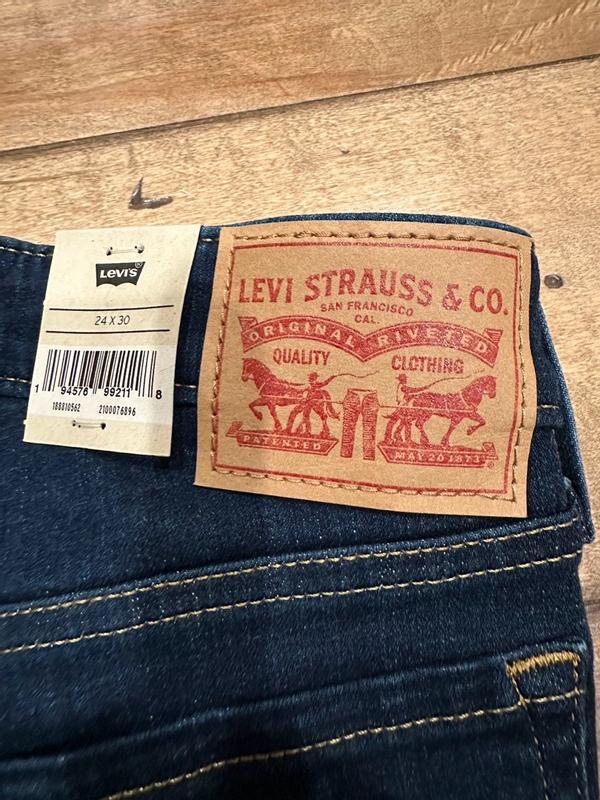 LEVI'S
24 X 30
1 94576 99211 8
188810562 2100076896
LEVI STRAUSS & CO.
SAN FRANCISCO
CAL.
ORIGINAL RIVETED
QUALITY CLOTHING
PATENTED MAY 20 1873
®